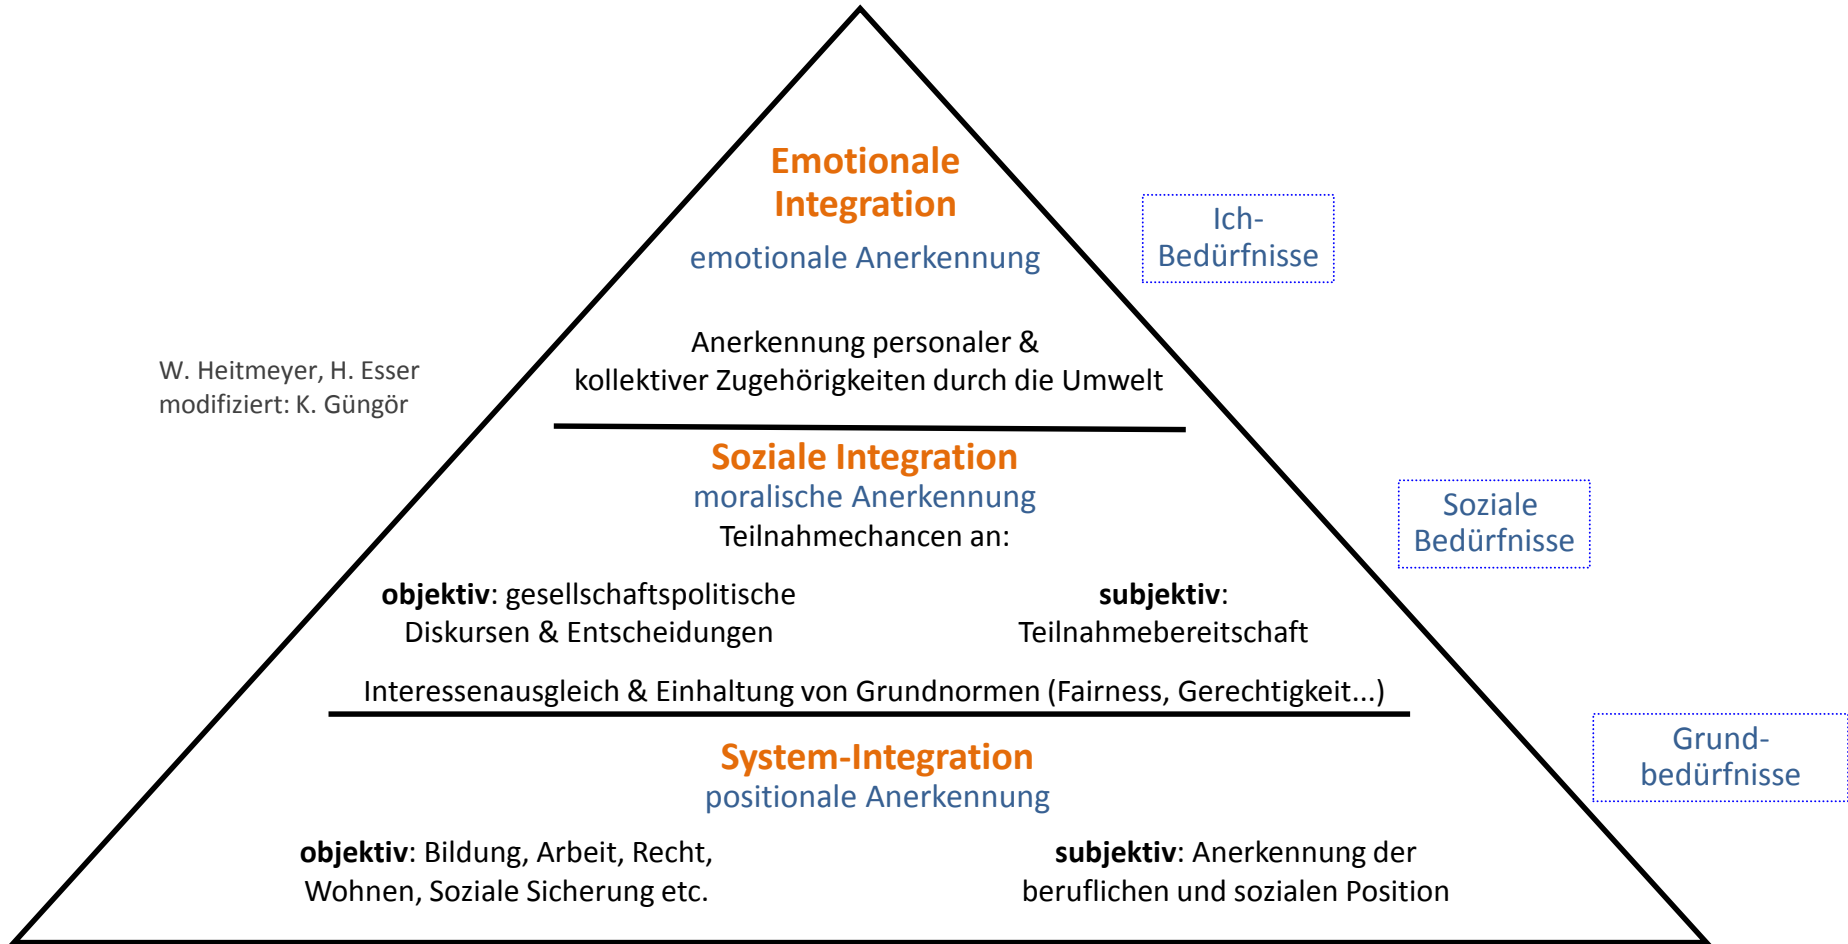 Emotionale
Integration
emotionale Anerkennung
Ich-
Bedürfnisse
Anerkennung personaler &
kollektiver Zugehörigkeiten durch die Umwelt
W. Heitmeyer, H. Esser
modifiziert: K. Güngör
Soziale Integration
moralische Anerkennung
Teilnahmechancen an:
Soziale
Bedürfnisse
objektiv: gesellschaftspolitische
Diskursen & Entscheidungen
subjektiv:
Teilnahmebereitschaft
Interessenausgleich & Einhaltung von Grundnormen (Fairness, Gerechtigkeit...)
System-Integration
positionale Anerkennung
Grund-
bedürfnisse
objektiv: Bildung, Arbeit, Recht,
Wohnen, Soziale Sicherung etc.
subjektiv: Anerkennung der
beruflichen und sozialen Position